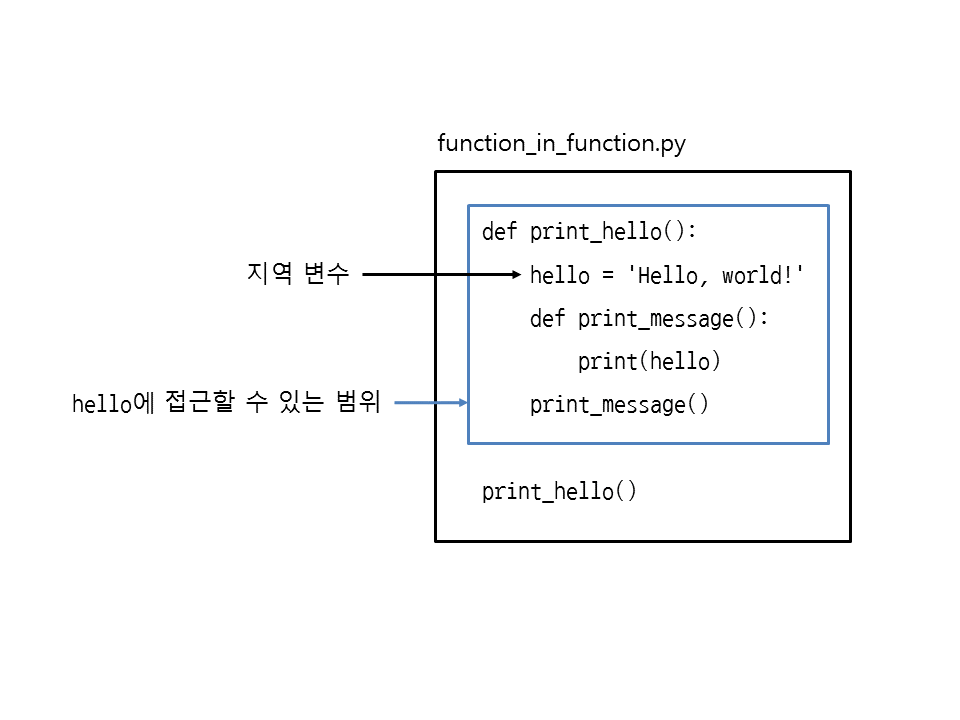 function_in_function.py
def print_hello():
지역 변수
hello = 'Hello, world!'
def print_message():
print(hello)
hello에 접근할 수 있는 범위
print_message()
print_hello()